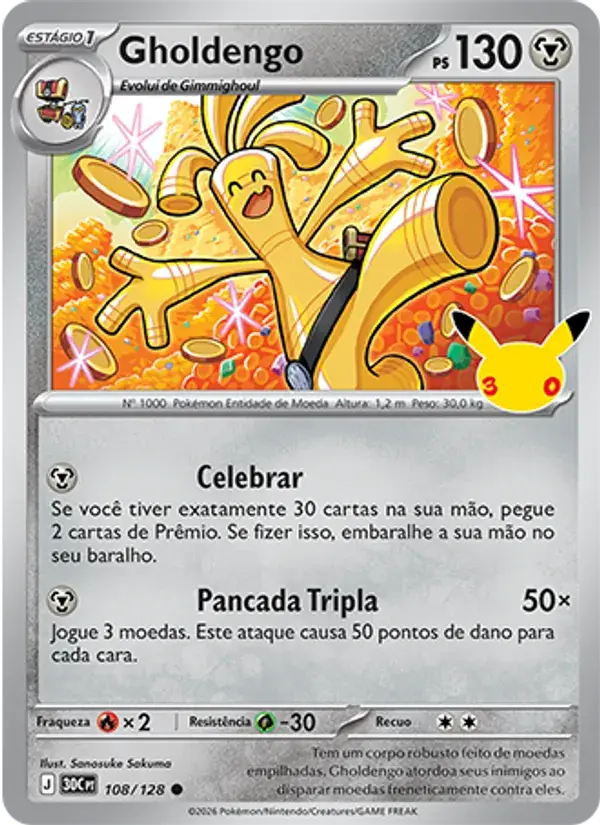 ESTÁGIO 1
Gholdengo
PS 130
Evolui de Gimmighoul
30
Nº 1000 Pokémon Entidade de Moeda Altura: 1,2 m Peso: 30,0 kg
Celebrar
Se você tiver exatamente 30 cartas na sua mão, pegue
2 cartas de Prêmio. Se fizer isso, embaralhe a sua mão no
seu baralho.
Pancada Tripla 50×
Jogue 3 moedas. Este ataque causa 50 pontos de dano para
cada cara.
Fraqueza ×2 Resistência -30 Recuo
Ilust. Sanosuke Sakuma
Tem um corpo robusto feito de moedas
empilhadas. Gholdengo atordoa seus inimigos ao
disparar moedas freneticamente contra eles.
J 30C PT 108/128
©2026 Pokémon/Nintendo/Creatures/GAME FREAK